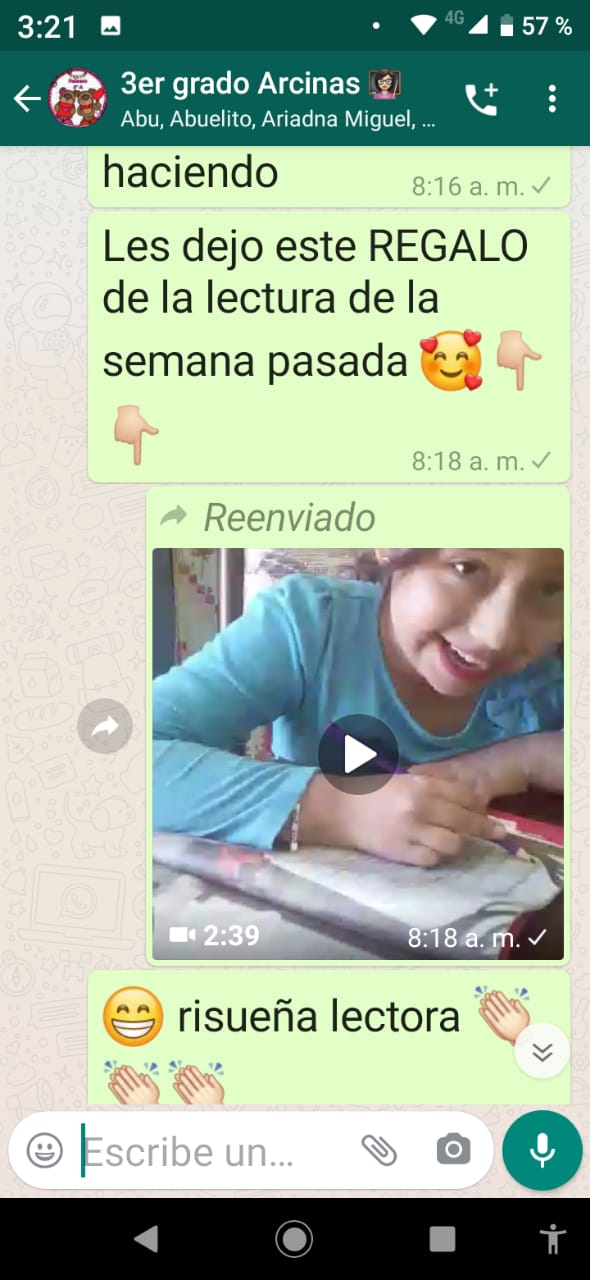 3:21
4G
57 %
3er grado Arcinas 👩🏻‍🏫
Abu, Abuelito, Ariadna Miguel, ...
haciendo
8:16 a. m.
Les dejo este REGALO
de la lectura de la
semana pasada 🥰👇🏼
👇🏼
8:18 a. m.
Reenviado
2:39
8:18 a. m.
😁 risueña lectora 👏🏻
👏🏻👏🏻
Escribe un...